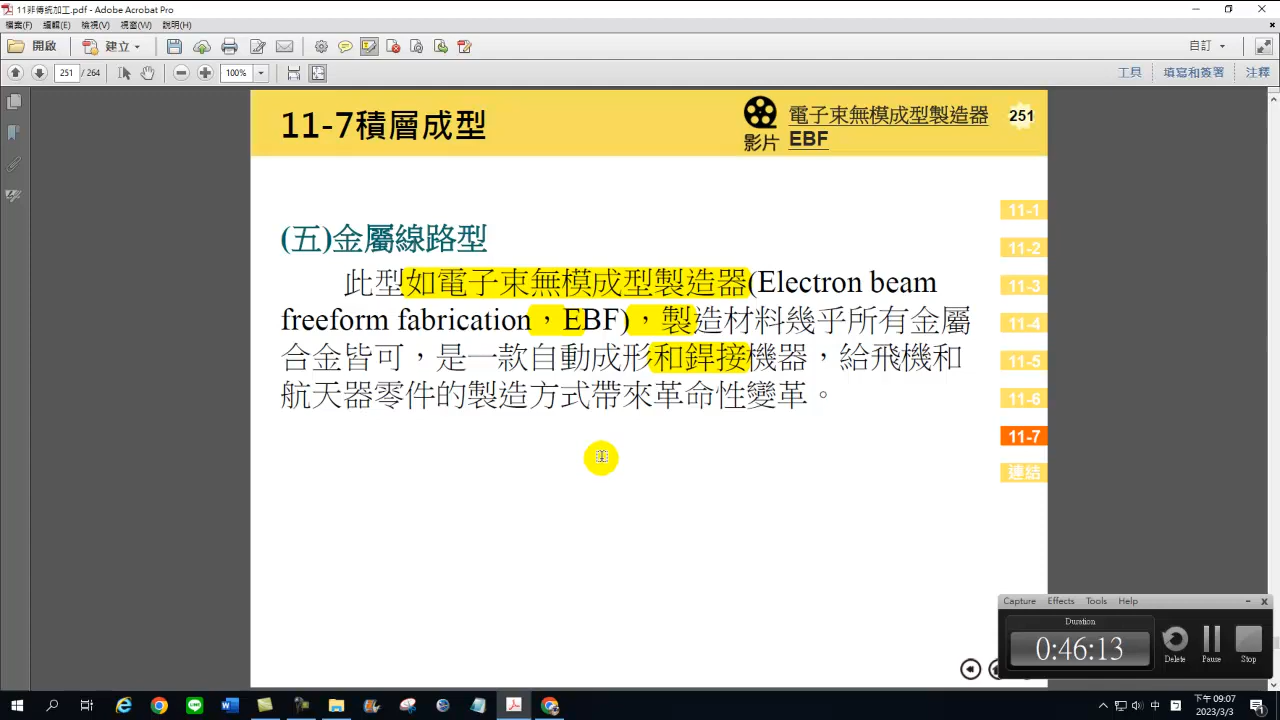 11非傳統加工.pdf - Adobe Acrobat Pro
檔案(F) 編輯(E) 檢視(V) 視窗(W) 說明(H)
開啟 建立 自訂
251 / 264 100% 工具 填寫和簽署 注釋
11-7積層成型
影片
電子束無模成型製造器
EBF
251
(五)金屬線路型
此型如電子束無模成型製造器(Electron beam
freeform fabrication，EBF)，製造材料幾乎所有金屬
合金皆可，是一款自動成形和銲接機器，給飛機和
航天器零件的製造方式帶來革命性變革。
11-1
11-2
11-3
11-4
11-5
11-6
11-7
連結
Capture Effects Tools Help
Duration
0:46:13
Delete Pause Stop
中
下午 09:07
2023/3/3